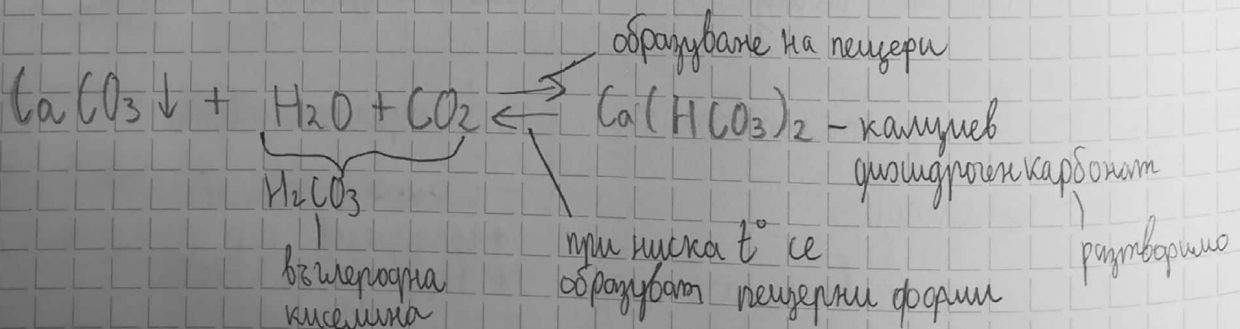 образуване на пещери
CaCO3↓ + H2O + CO2 ⇄ Ca(HCO3)2 – калциев
дихидрогенкарбонат
H2CO3
въглеродна
киселина
при ниска t° се
образуват пещерни форми
разтворимо